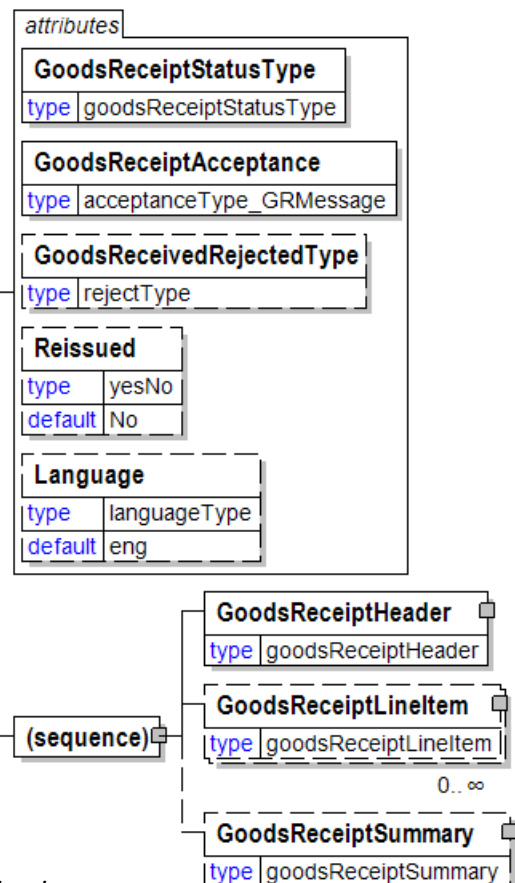 attributes
GoodsReceiptStatusType
type goodsReceiptStatusType
GoodsReceiptAcceptance
type acceptanceType_GRMessage
GoodsReceivedRejectedType
type rejectType
Reissued
type yesNo
default No
Language
type languageType
default eng
GoodsReceiptHeader
type goodsReceiptHeader
GoodsReceiptLineItem
type goodsReceiptLineItem
(sequence)
0.. ∞
GoodsReceiptSummary
type goodsReceiptSummary